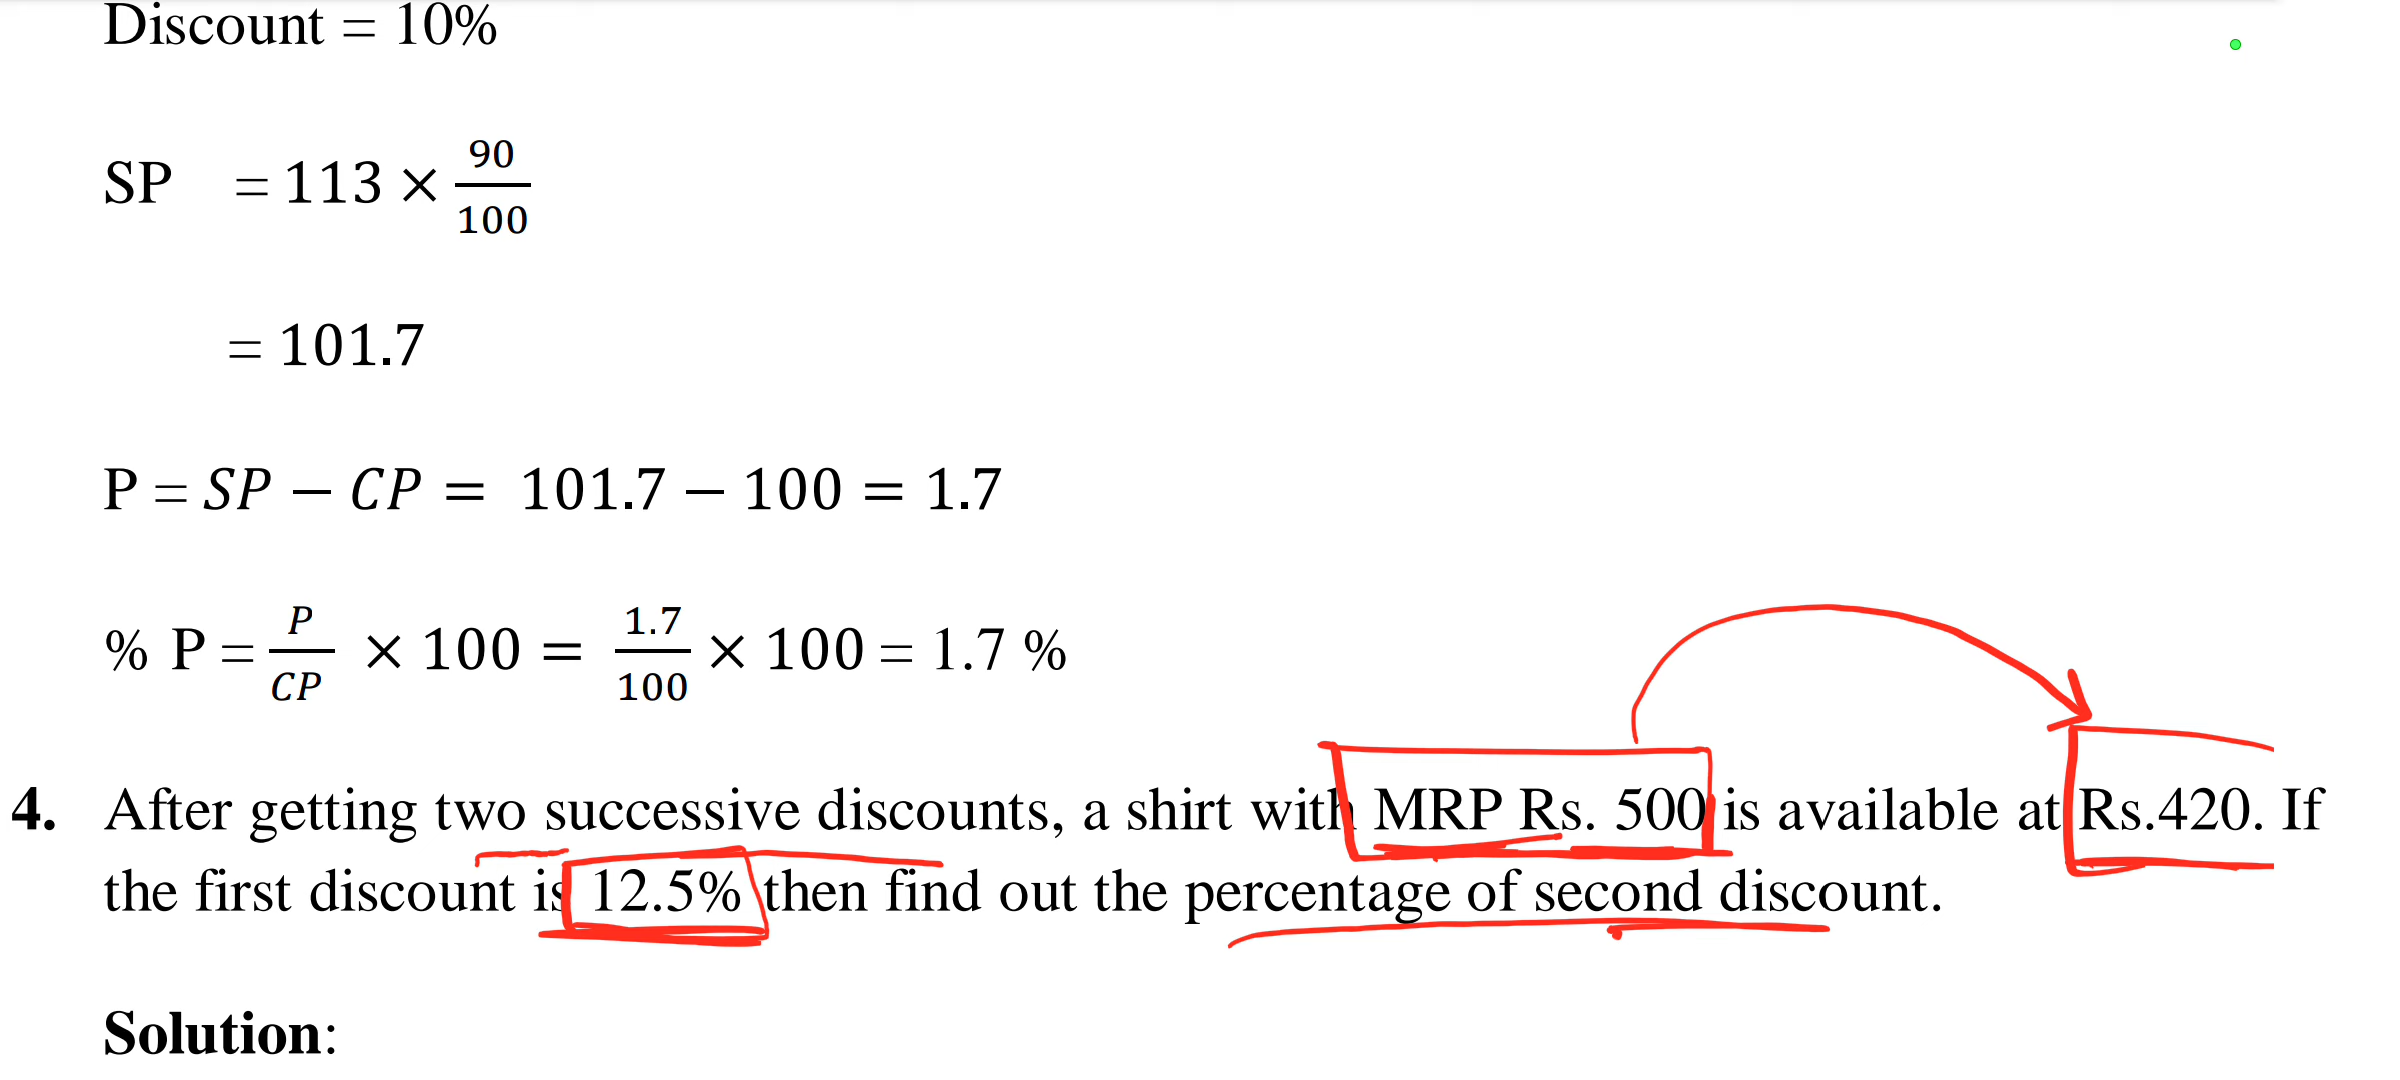 Discount = 10%
SP = 113 × 90/100
= 101.7
P = SP − CP = 101.7 − 100 = 1.7
% P = P/CP × 100 = 1.7/100 × 100 = 1.7 %
4. After getting two successive discounts, a shirt with MRP Rs. 500 is available at Rs.420. If
the first discount is 12.5% then find out the percentage of second discount.
Solution: